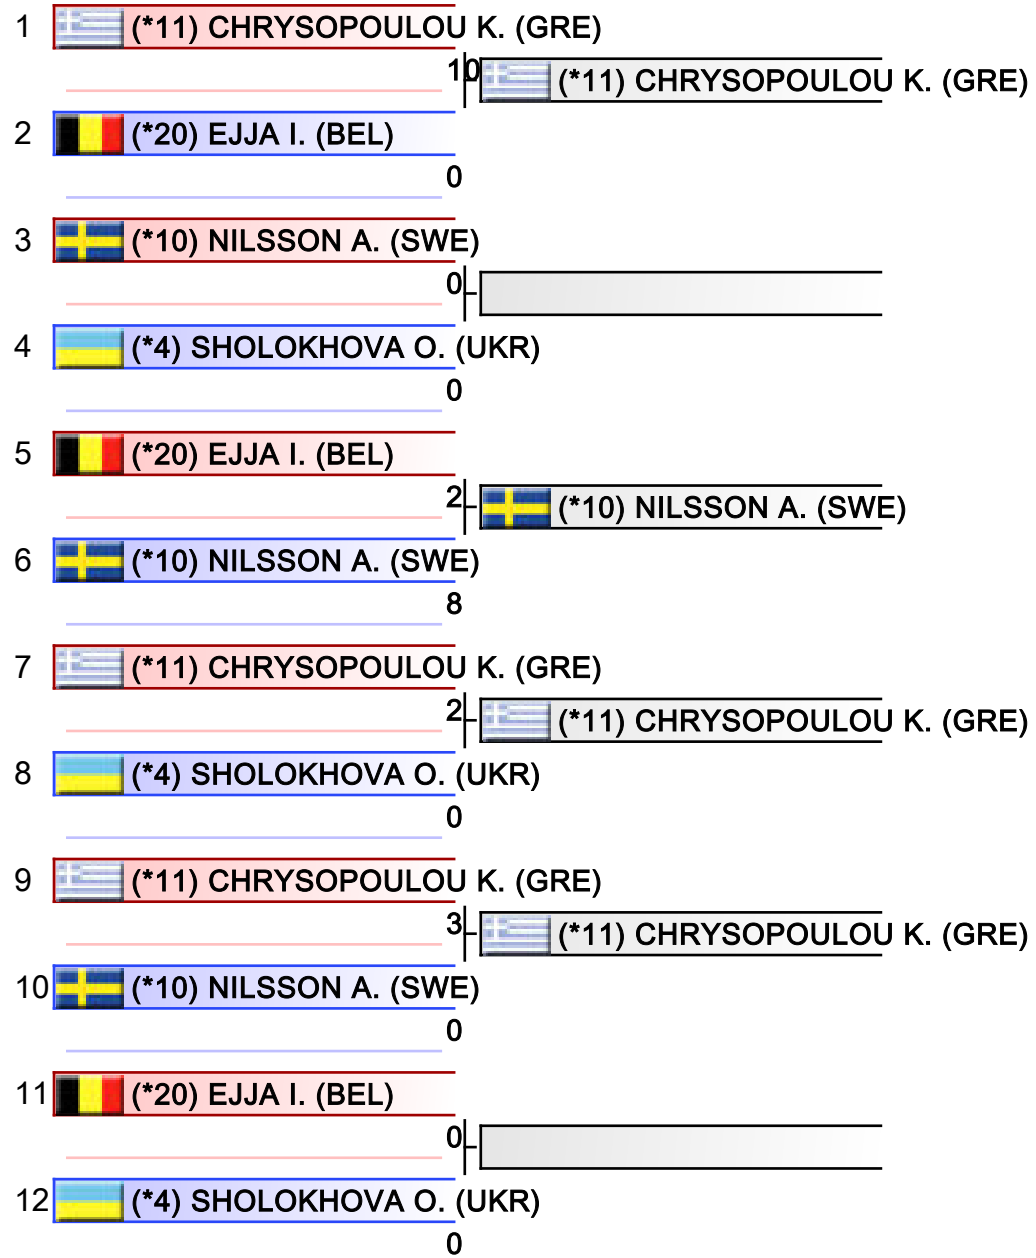 1 (*11) CHRYSOPOULOU K. (GRE)
10 (*11) CHRYSOPOULOU K. (GRE)
2 (*20) EJJA I. (BEL)
0
3 (*10) NILSSON A. (SWE)
0
4 (*4) SHOLOKHOVA O. (UKR)
0
5 (*20) EJJA I. (BEL)
2 (*10) NILSSON A. (SWE)
6 (*10) NILSSON A. (SWE)
8
7 (*11) CHRYSOPOULOU K. (GRE)
2 (*11) CHRYSOPOULOU K. (GRE)
8 (*4) SHOLOKHOVA O. (UKR)
0
9 (*11) CHRYSOPOULOU K. (GRE)
3 (*11) CHRYSOPOULOU K. (GRE)
10 (*10) NILSSON A. (SWE)
0
11 (*20) EJJA I. (BEL)
0
12 (*4) SHOLOKHOVA O. (UKR)
0